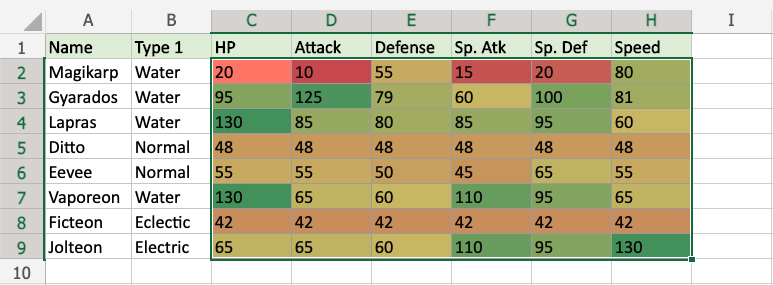 A B C D E F G H I
1 Name Type 1 HP Attack Defense Sp. Atk Sp. Def Speed
2 Magikarp Water 20 10 55 15 20 80
3 Gyarados Water 95 125 79 60 100 81
4 Lapras Water 130 85 80 85 95 60
5 Ditto Normal 48 48 48 48 48 48
6 Eevee Normal 55 55 50 45 65 55
7 Vaporeon Water 130 65 60 110 95 65
8 Ficteon Eclectic 42 42 42 42 42 42
9 Jolteon Electric 65 65 60 110 95 130
10